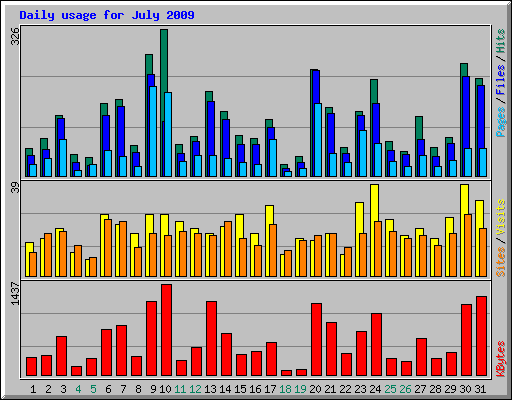 Daily usage for July 2009
326
Pages / Files / Hits
39
Sites / Visits
1437
KBytes
1 2 3 4 5 6 7 8 9 10 11 12 13 14 15 16 17 18 19 20 21 22 23 24 25 26 27 28 29 30 31